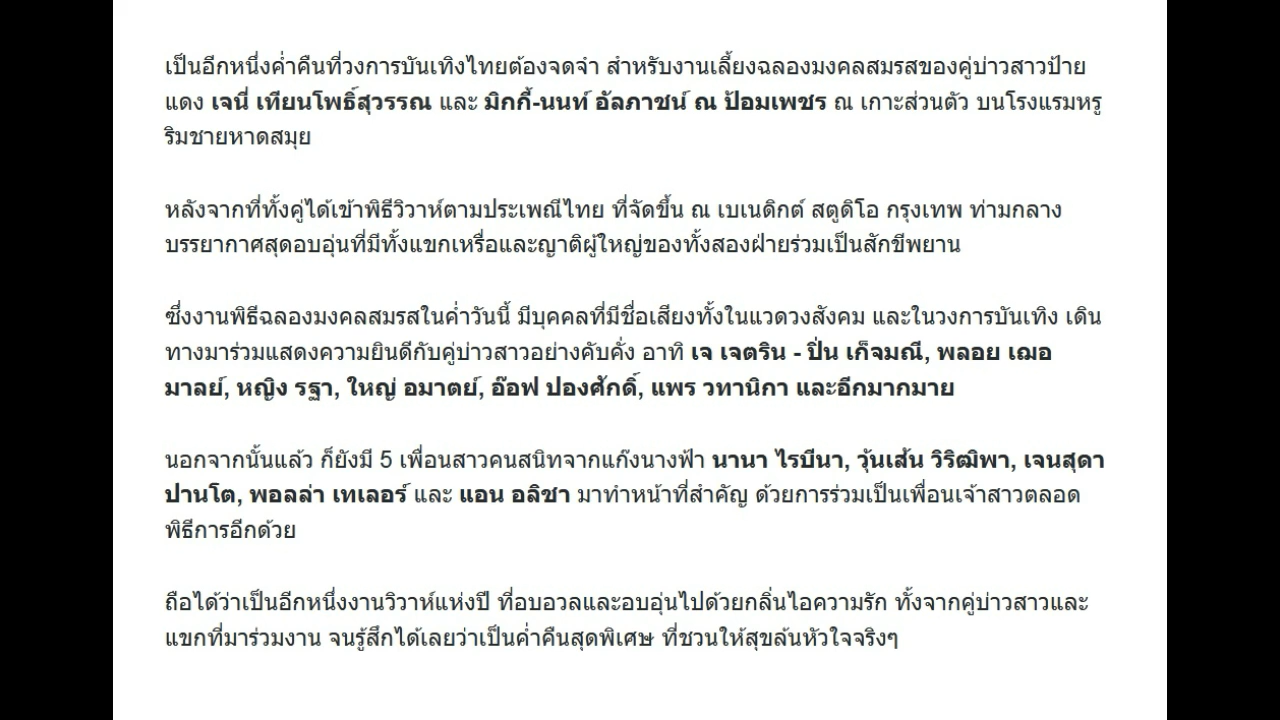 เป็นอีกหนึ่งค่ำคืนที่วงการบันเทิงไทยต้องจดจำ สำหรับงานเลี้ยงฉลองมงคลสมรสของคู่บ่าวสาวป้าย
แดง เจนี่ เทียนโพธิ์สุวรรณ และ มิกกี้-นนท์ อัลภาชน์ ณ ป้อมเพชร ณ เกาะส่วนตัว บนโรงแรมหรู
ริมชายหาดสมุย
หลังจากที่ทั้งคู่ได้เข้าพิธีวิวาห์ตามประเพณีไทย ที่จัดขึ้น ณ เบเนดิกต์ สตูดิโอ กรุงเทพ ท่ามกลาง
บรรยากาศสุดอบอุ่นที่มีทั้งแขกเหรื่อและญาติผู้ใหญ่ของทั้งสองฝ่ายร่วมเป็นสักขีพยาน
ซึ่งงานพิธีฉลองมงคลสมรสในค่ำวันนี้ มีบุคคลที่มีชื่อเสียงทั้งในแวดวงสังคม และในวงการบันเทิง เดิน
ทางมาร่วมแสดงความยินดีกับคู่บ่าวสาวอย่างคับคั่ง อาทิ เจ เจตริน - ปิ่น เก็จมณี, พลอย เฌอ
มาลย์, หญิง รฐา, ใหญ่ อมาตย์, อ๊อฟ ปองศักดิ์, แพร วทานิกา และอีกมากมาย
นอกจากนั้นแล้ว ก็ยังมี 5 เพื่อนสาวคนสนิทจากแก๊งนางฟ้า นานา ไรบีนา, วุ้นเส้น วิริฒิพา, เจนสุดา
ปานโต, พอลล่า เทเลอร์ และ แอน อลิชา มาทำหน้าที่สำคัญ ด้วยการร่วมเป็นเพื่อนเจ้าสาวตลอด
พิธีการอีกด้วย
ถือได้ว่าเป็นอีกหนึ่งงานวิวาห์แห่งปี ที่อบอวลและอบอุ่นไปด้วยกลิ่นไอความรัก ทั้งจากคู่บ่าวสาวและ
แขกที่มาร่วมงาน จนรู้สึกได้เลยว่าเป็นค่ำคืนสุดพิเศษ ที่ชวนให้สุขล้นหัวใจจริงๆ